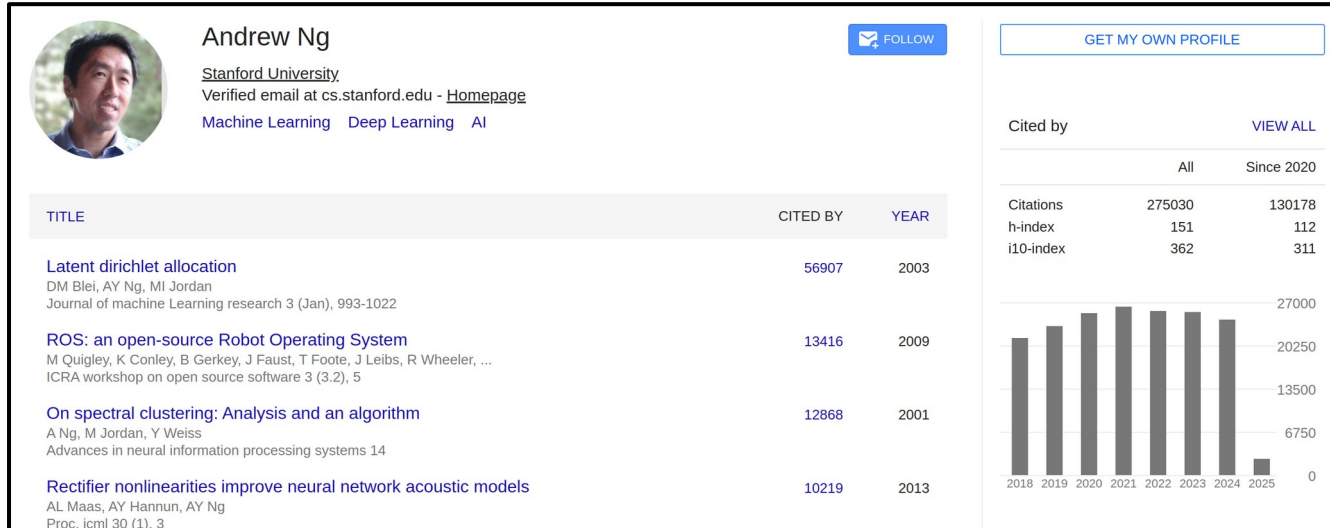 Andrew Ng
FOLLOW
Stanford University
Verified email at cs.stanford.edu - Homepage
Machine Learning Deep Learning AI
TITLE CITED BY YEAR
Latent dirichlet allocation 56907 2003
DM Blei, AY Ng, MI Jordan
Journal of machine Learning research 3 (Jan), 993-1022
ROS: an open-source Robot Operating System 13416 2009
M Quigley, K Conley, B Gerkey, J Faust, T Foote, J Leibs, R Wheeler, ...
ICRA workshop on open source software 3 (3.2), 5
On spectral clustering: Analysis and an algorithm 12868 2001
A Ng, M Jordan, Y Weiss
Advances in neural information processing systems 14
Rectifier nonlinearities improve neural network acoustic models 10219 2013
AL Maas, AY Hannun, AY Ng
Proc. icml 30 (1), 3
GET MY OWN PROFILE
Cited by VIEW ALL
All Since 2020
Citations 275030 130178
h-index 151 112
i10-index 362 311
27000
20250
13500
6750
0
2018 2019 2020 2021 2022 2023 2024 2025